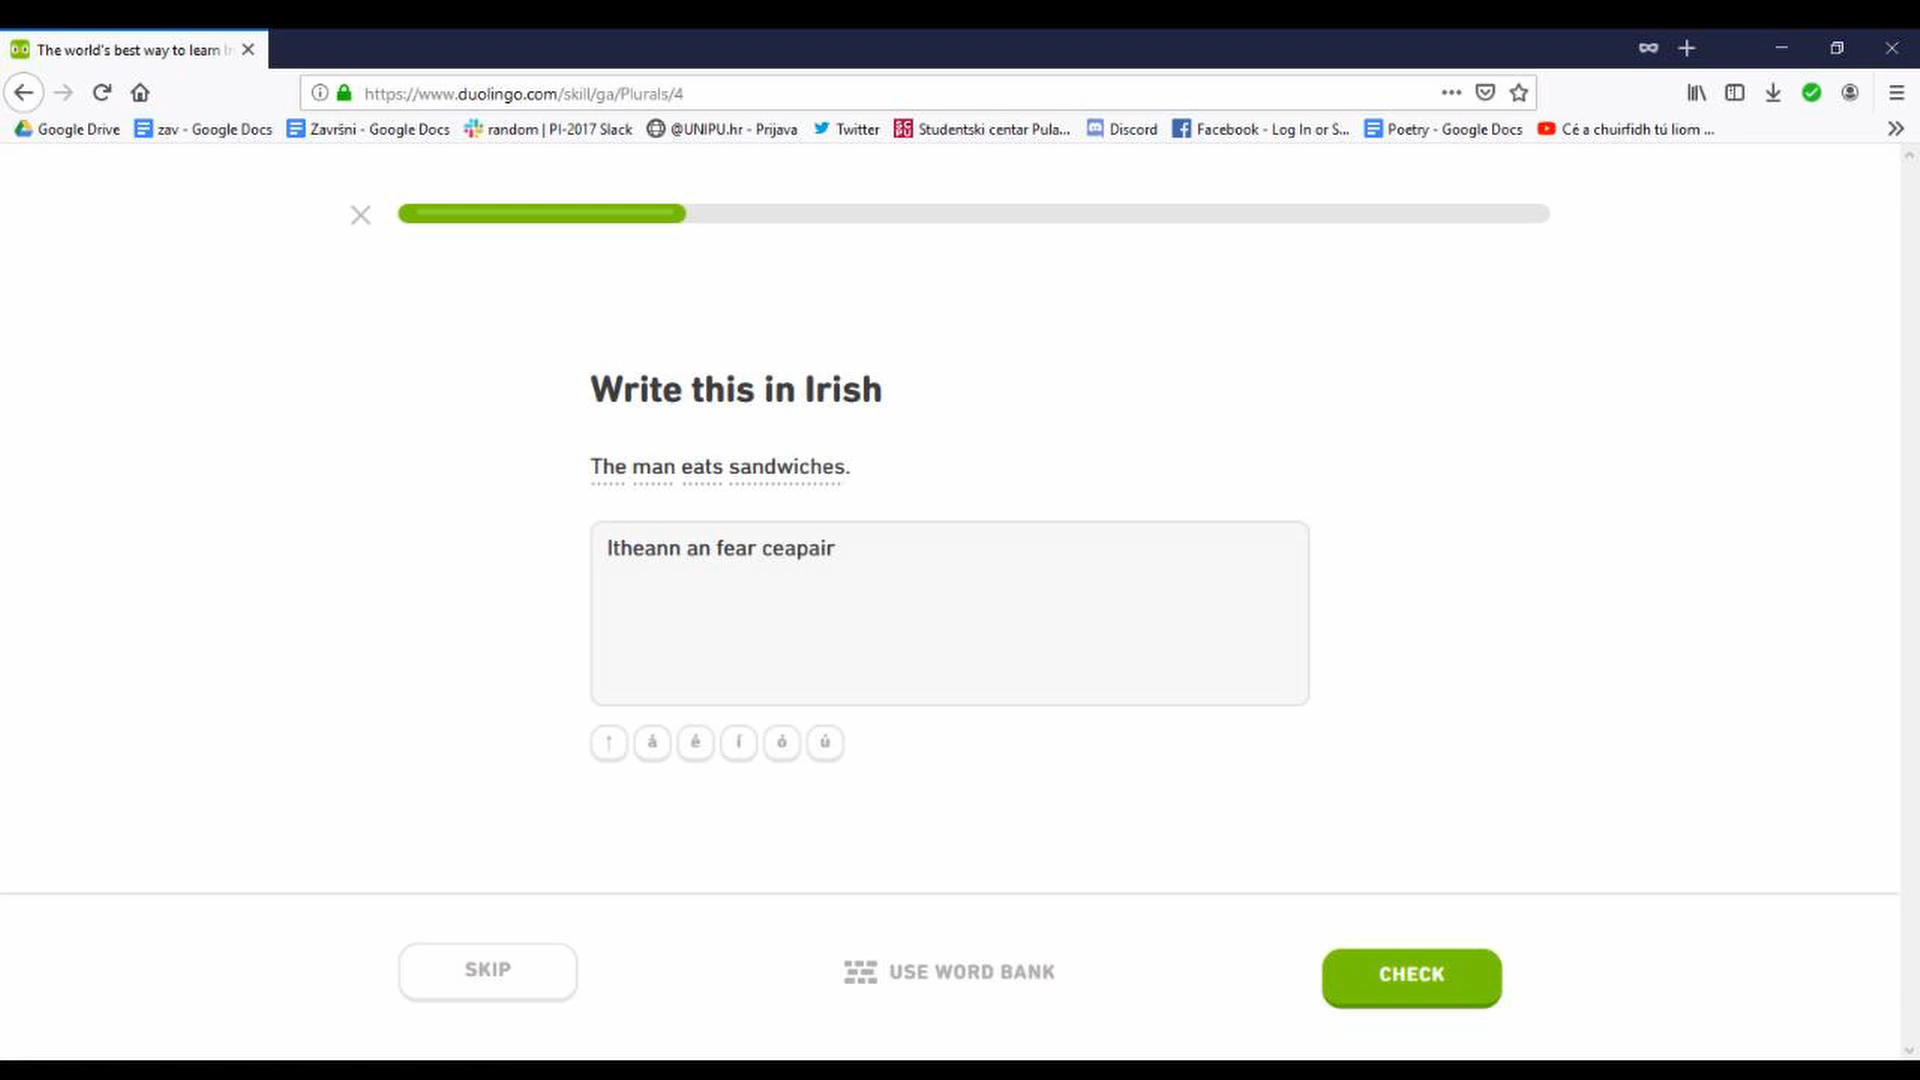 The world's best way to learn Ir
https://www.duolingo.com/skill/ga/Plurals/4
Google Drive zav - Google Docs Završni - Google Docs random | PI-2017 Slack @UNIPU.hr - Prijava Twitter Studentski centar Pula... Discord Facebook - Log In or S... Poetry - Google Docs Cé a chuirfidh tú liom ...
Write this in Irish
The man eats sandwiches.
Itheann an fear ceapair
↑ á é í ó ú
SKIP USE WORD BANK CHECK